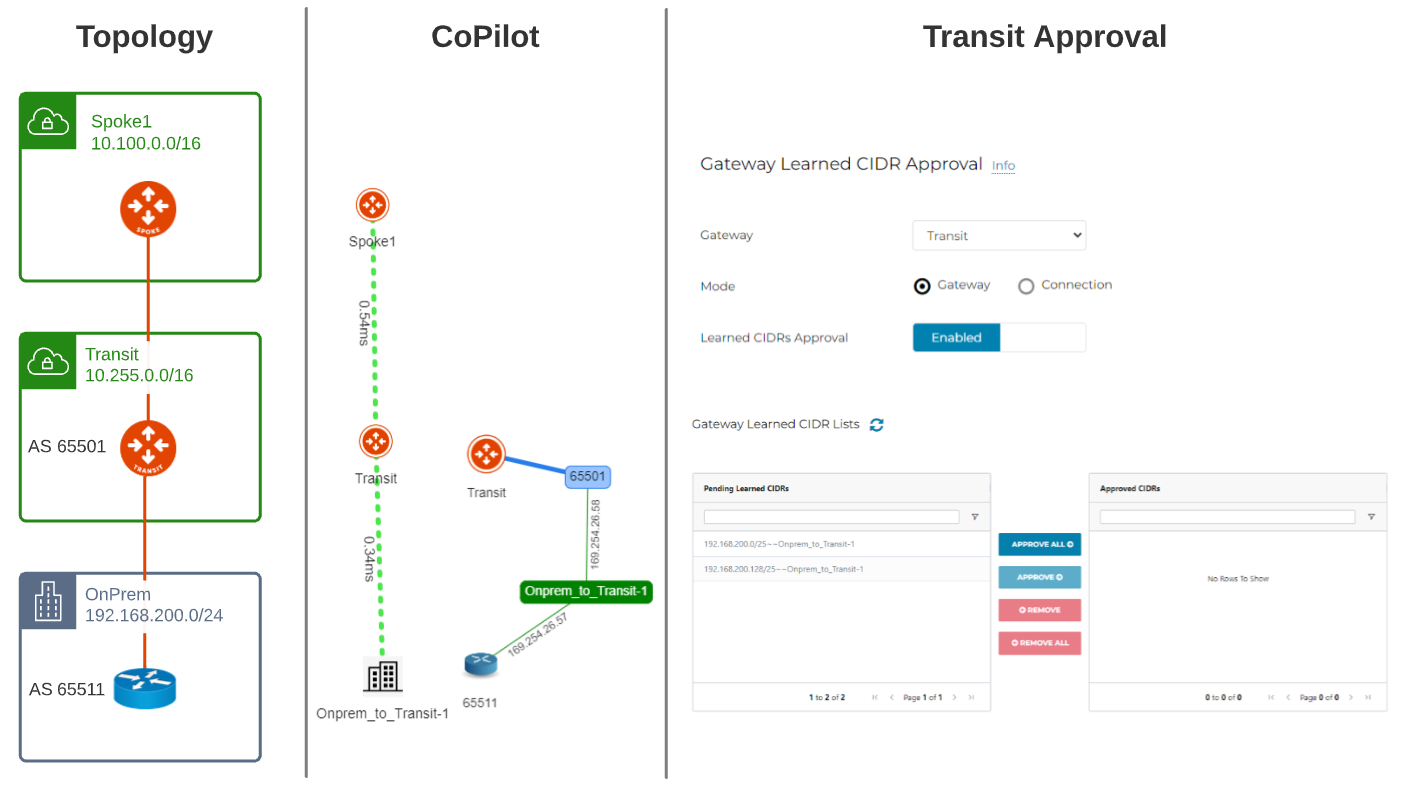 Topology
Spoke1
10.100.0.0/16
SPOKE
Transit
10.255.0.0/16
AS 65501
TRANSIT
OnPrem
192.168.200.0/24
AS 65511
CoPilot
Spoke1
0.54ms
Transit
0.34ms
Onprem_to_Transit-1
Transit
65501
169.254.26.58
Onprem_to_Transit-1
169.254.26.57
65511
Transit Approval
Gateway Learned CIDR Approval Info
Gateway Transit
Mode Gateway Connection
Learned CIDRs Approval Enabled
Gateway Learned CIDR Lists
Pending Learned CIDRs
192.168.200.0/25~~Onprem_to_Transit-1
192.168.200.128/25~~Onprem_to_Transit-1
1 to 2 of 2 Page 1 of 1
APPROVE ALL
APPROVE
REMOVE
REMOVE ALL
Approved CIDRs
No Rows To Show
0 to 0 of 0 Page 0 of 0